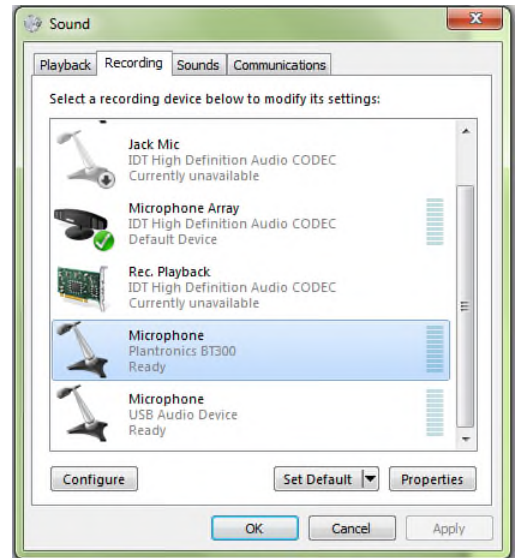 Sound
Playback Recording Sounds Communications
Select a recording device below to modify its settings:
Jack Mic
IDT High Definition Audio CODEC
Currently unavailable
Microphone Array
IDT High Definition Audio CODEC
Default Device
Rec. Playback
IDT High Definition Audio CODEC
Currently unavailable
Microphone
Plantronics BT300
Ready
Microphone
USB Audio Device
Ready
Configure Set Default Properties
OK Cancel Apply